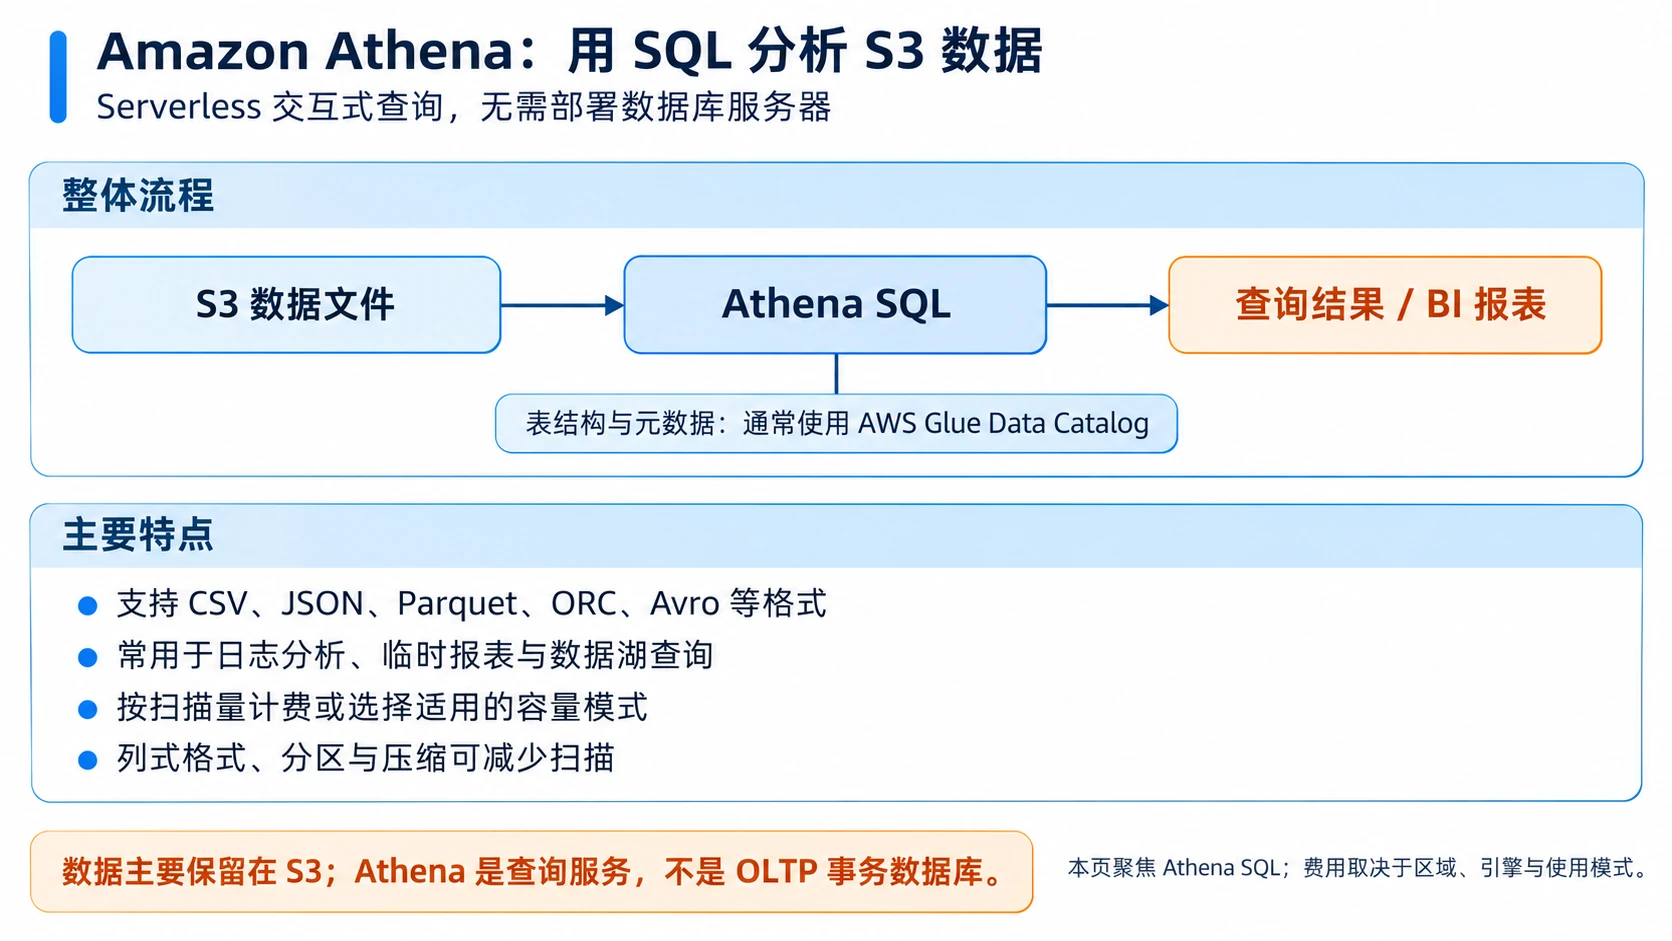 Amazon Athena：用 SQL 分析 S3 数据
Serverless 交互式查询，无需部署数据库服务器
整体流程
S3 数据文件
Athena SQL
查询结果 / BI 报表
表结构与元数据：通常使用 AWS Glue Data Catalog
主要特点
支持 CSV、JSON、Parquet、ORC、Avro 等格式
常用于日志分析、临时报表与数据湖查询
按扫描量计费或选择适用的容量模式
列式格式、分区与压缩可减少扫描
数据主要保留在 S3；Athena 是查询服务，不是 OLTP 事务数据库。
本页聚焦 Athena SQL；费用取决于区域、引擎与使用模式。